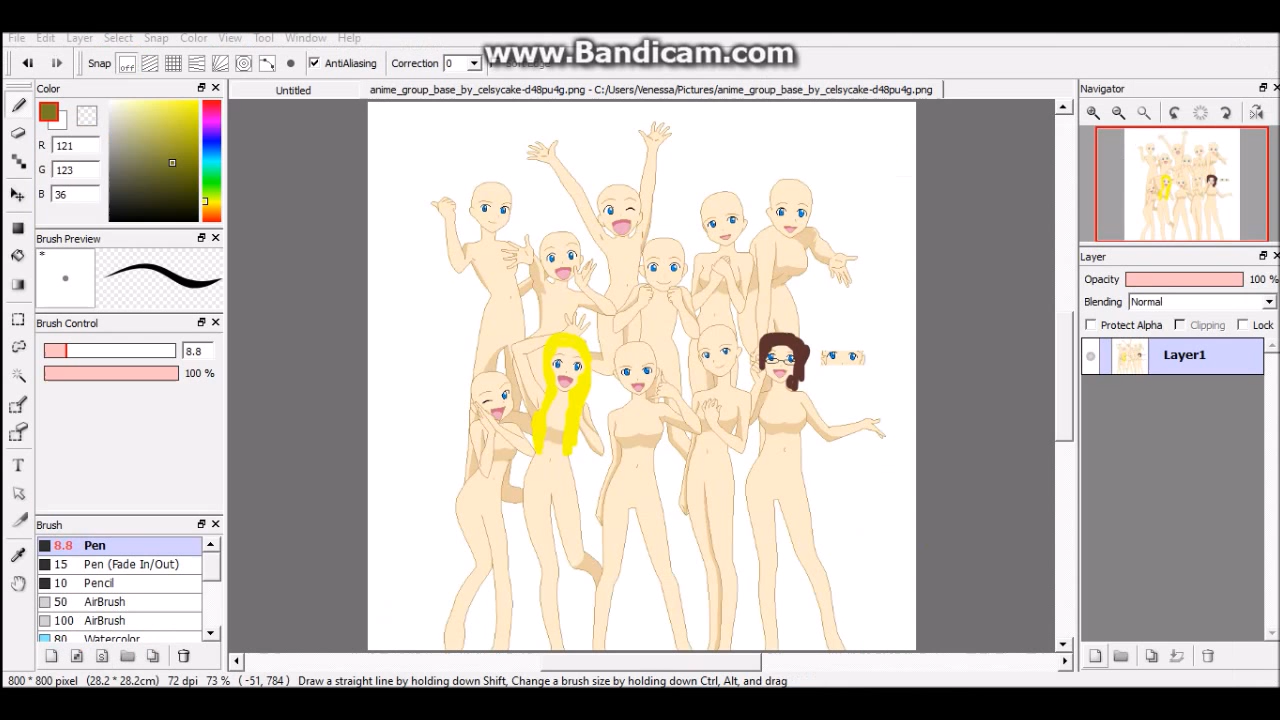 www.Bandicam.com
File Edit Layer Select Snap Color View Tool Window Help
Snap off AntiAliasing Correction 0
Untitled anime_group_base_by_celsycake-d48pu4g.png - C:/Users/Venessa/Pictures/anime_group_base_by_celsycake-d48pu4g.png
Color
R 121
G 123
B 36
Brush Preview
*
Brush Control
8.8
100 %
Brush
8.8 Pen
15 Pen (Fade In/Out)
10 Pencil
50 AirBrush
100 AirBrush
80 Watercolor
Navigator
Layer
Opacity 100 %
Blending Normal
Protect Alpha Clipping Lock
Layer1
800 * 800 pixel (28.2 * 28.2cm) 72 dpi 73 % ( -51, 784 ) Draw a straight line by holding down Shift, Change a brush size by holding down Ctrl, Alt, and drag